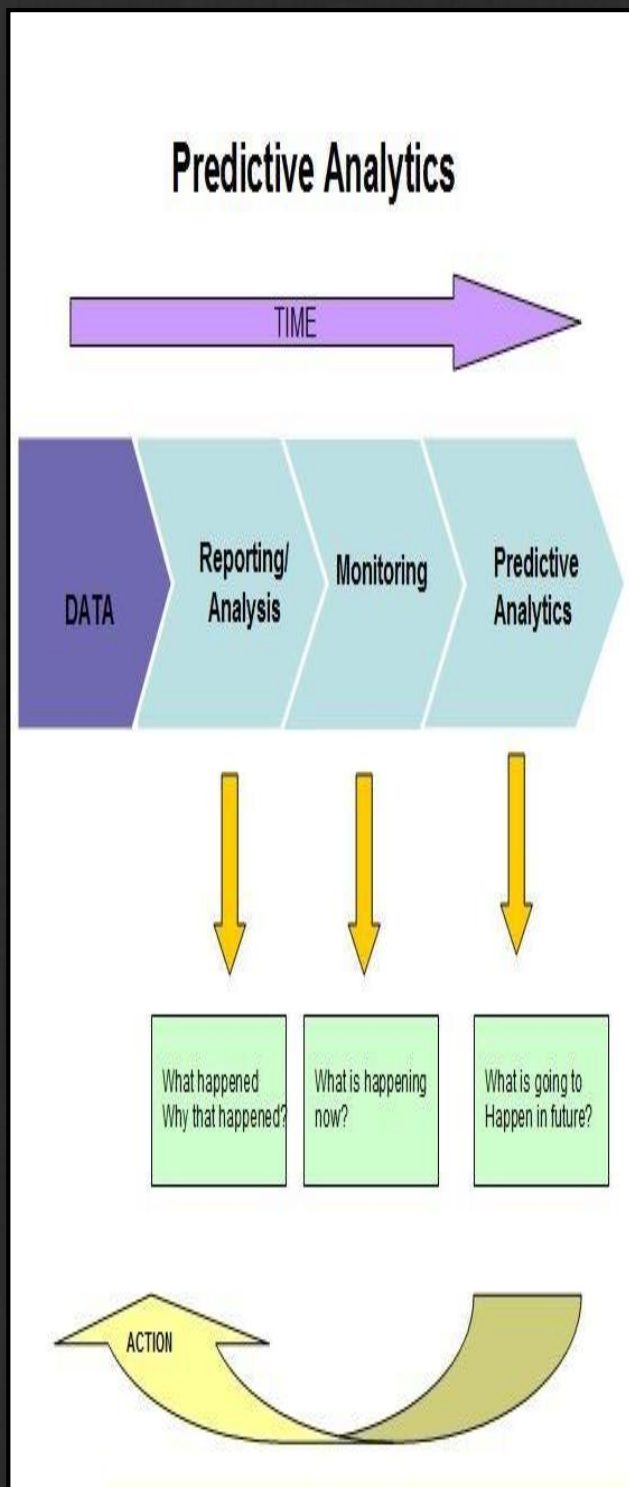 Predictive Analytics
TIME
DATA
Reporting/
Analysis
Monitoring
Predictive
Analytics
What happened
Why that happened?
What is happening
now?
What is going to
Happen in future?
ACTION